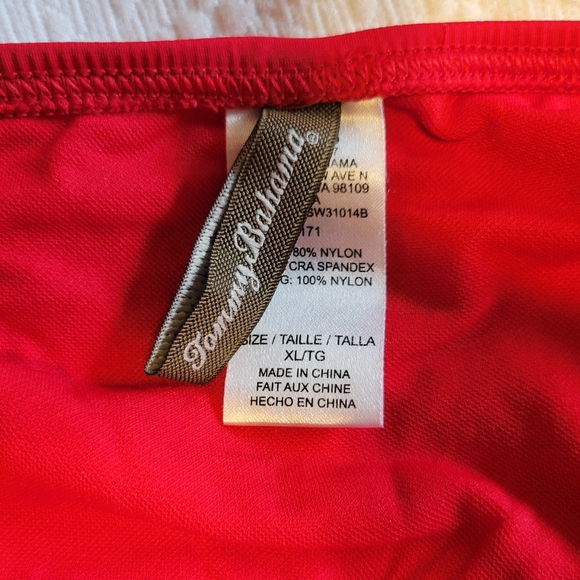 Tommy Bahama®
AMA
AVE N
A 98109
A
SW31014B
171
80% NYLON
CRA SPANDEX
G: 100% NYLON
SIZE / TAILLE / TALLA
XL/TG
MADE IN CHINA
FAIT AUX CHINE
HECHO EN CHINA